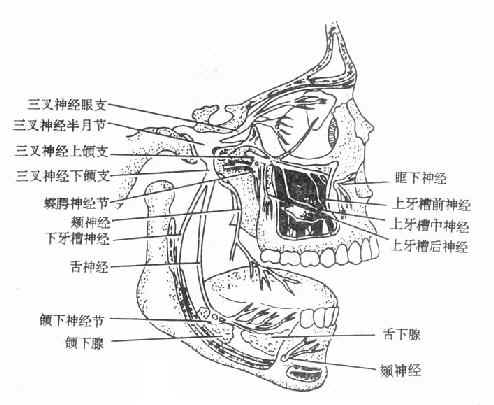 三叉神经眼支
三叉神经半月节
三叉神经上颌支
三叉神经下颌支
蝶腭神经节
颊神经
下牙槽神经
舌神经
颌下神经节
颌下腺
眶下神经
上牙槽前神经
上牙槽中神经
上牙槽后神经
舌下腺
颏神经